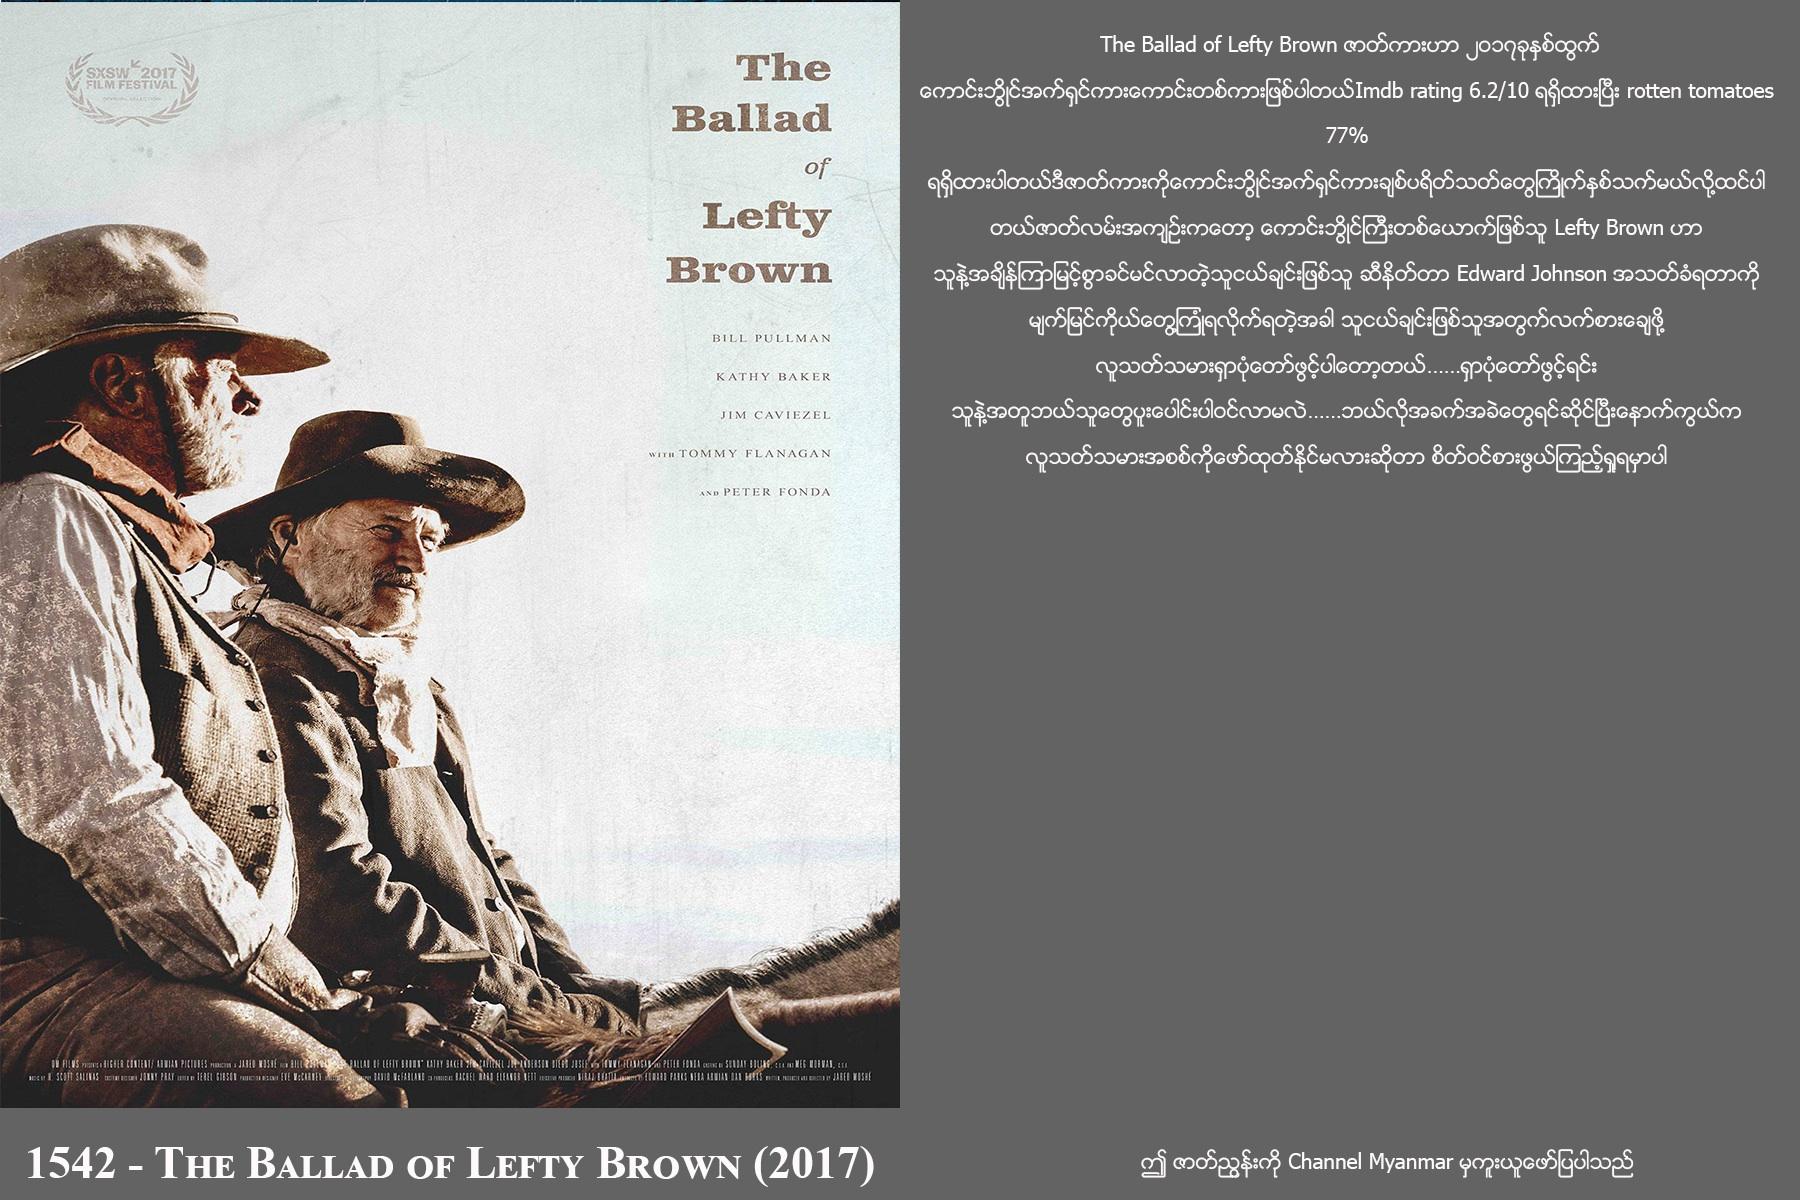 SXSW 2017
FILM FESTIVAL
OFFICIAL SELECTION
The
Ballad
of
Lefty
Brown
BILL PULLMAN
KATHY BAKER
JIM CAVIEZEL
WITH TOMMY FLANAGAN
AND PETER FONDA
1542 - The Ballad of Lefty Brown (2017)
The Ballad of Lefty Brown ဇာတ်ကားဟာ ၂၀၁၇ခုနှစ်ထွက်
ကောင်းဘွိုင်အက်ရှင်ကားကောင်းတစ်ကားဖြစ်ပါတယ်Imdb rating 6.2/10 ရရှိထားပြီး rotten tomatoes
77%
ရရှိထားပါတယ်ဒီဇာတ်ကားကိုကောင်းဘွိုင်အက်ရှင်ကားချစ်ပရိတ်သတ်တွေကြိုက်နှစ်သက်မယ်လို့ထင်ပါ
တယ်ဇာတ်လမ်းအကျဉ်းကတော့ ကောင်းဘွိုင်ကြီးတစ်ယောက်ဖြစ်သူ Lefty Brown ဟာ
သူနဲ့အချိန်ကြာမြင့်စွာခင်မင်လာတဲ့သူငယ်ချင်းဖြစ်သူ ဆီနိတ်တာ Edward Johnson အသတ်ခံရတာကို
မျက်မြင်ကိုယ်တွေ့ကြုံရလိုက်ရတဲ့အခါ သူငယ်ချင်းဖြစ်သူအတွက်လက်စားချေဖို့
လူသတ်သမားရှာပုံတော်ဖွင့်ပါတော့တယ်……ရှာပုံတော်ဖွင့်ရင်း
သူနဲ့အတူဘယ်သူတွေပူးပေါင်းပါဝင်လာမလဲ……ဘယ်လိုအခက်အခဲတွေရင်ဆိုင်ပြီးနောက်ကွယ်က
လူသတ်သမားအစစ်ကိုဖော်ထုတ်နိုင်မလားဆိုတာ စိတ်ဝင်စားဖွယ်ကြည့်ရှုရမှာပါ
ဤ ဇာတ်ညွှန်းကို Channel Myanmar မှကူးယူဖော်ပြပါသည်